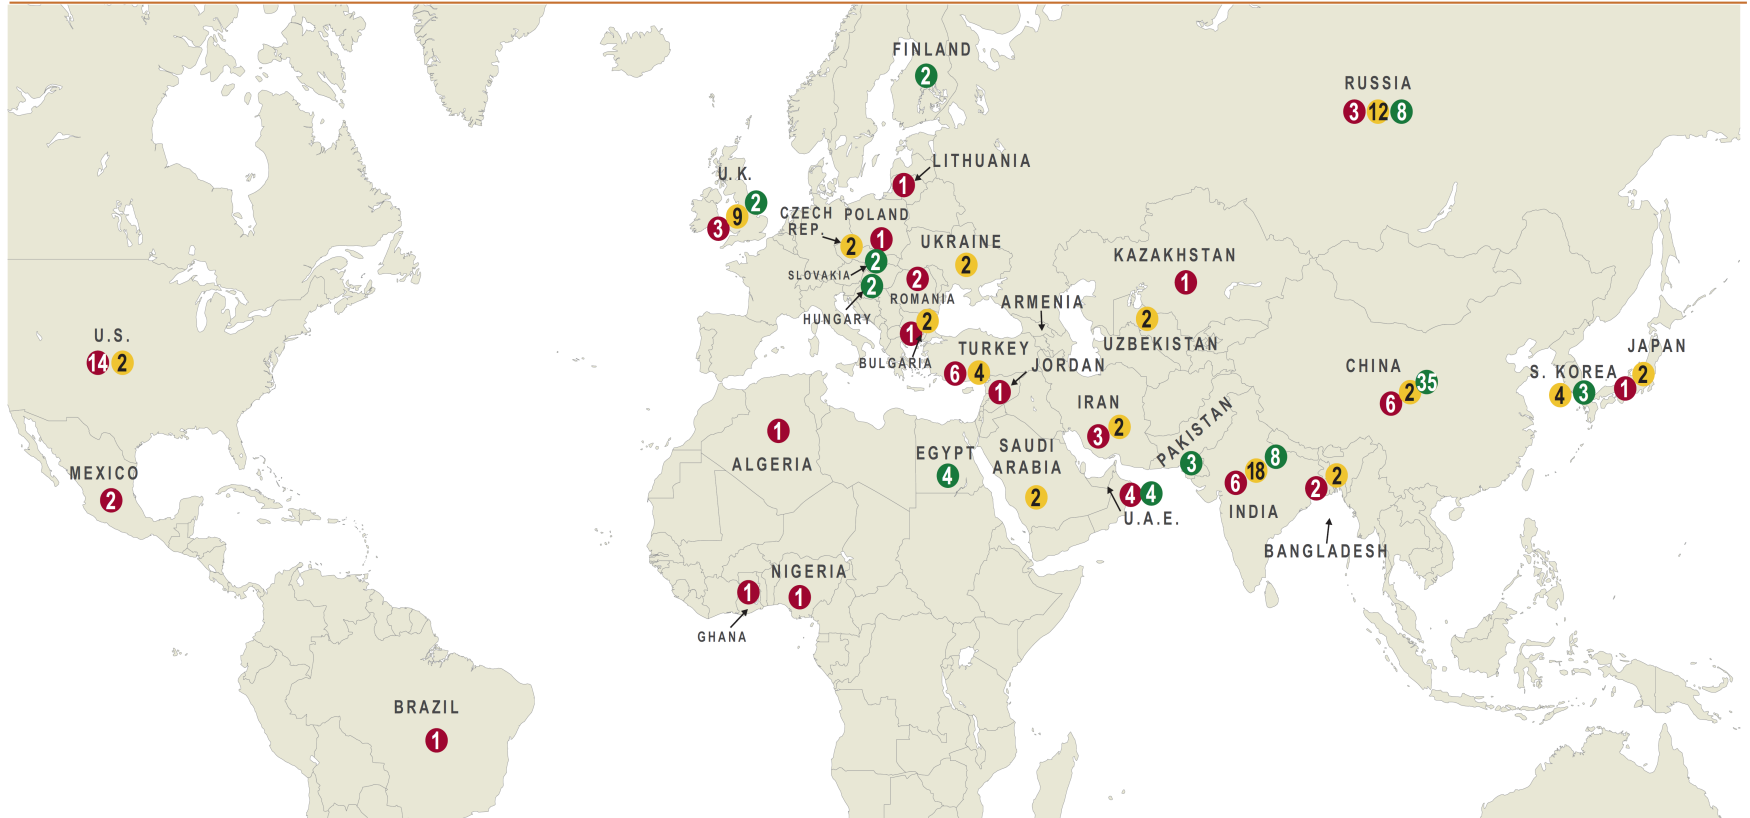 FINLAND
2
RUSSIA
3 12 8
LITHUANIA
1
U.K.
2
9
3
CZECH
REP.
2
POLAND
1
SLOVAKIA
2
HUNGARY
2
UKRAINE
2
2
ROMANIA
KAZAKHSTAN
1
ARMENIA
2
UZBEKISTAN
2
1
BULGARIA
U.S.
14 2
TURKEY
6 4
JORDAN
1
CHINA
35
2
6
S. KOREA
4 3
JAPAN
2
1
IRAN
2
3
PAKISTAN
3
1
ALGERIA
EGYPT
4
SAUDI
ARABIA
2
4 4
U.A.E.
8
18
6
INDIA
2
2
BANGLADESH
MEXICO
2
NIGERIA
1
1
GHANA
BRAZIL
1